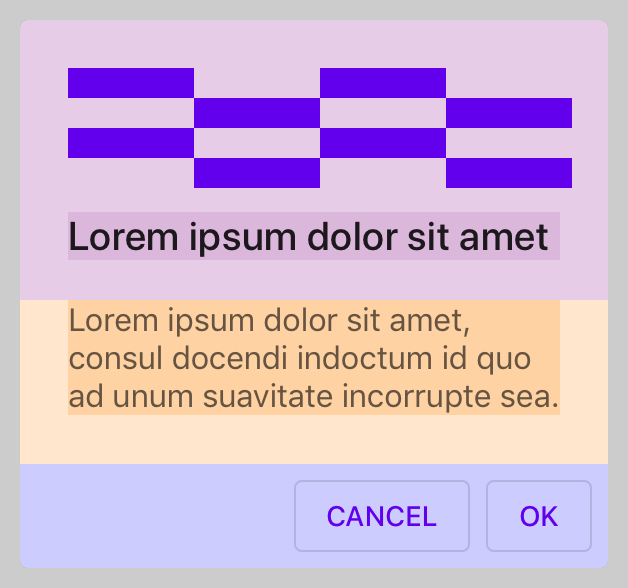 Lorem ipsum dolor sit amet
Lorem ipsum dolor sit amet,
consul docendi indoctum id quo
ad unum suavitate incorrupte sea.
CANCEL
OK